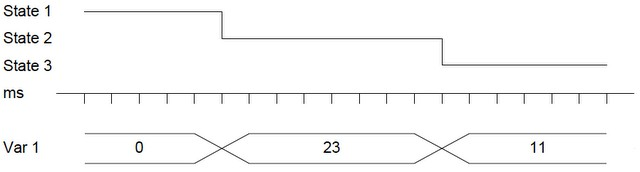 State 1
State 2
State 3
ms
Var 1 0 23 11